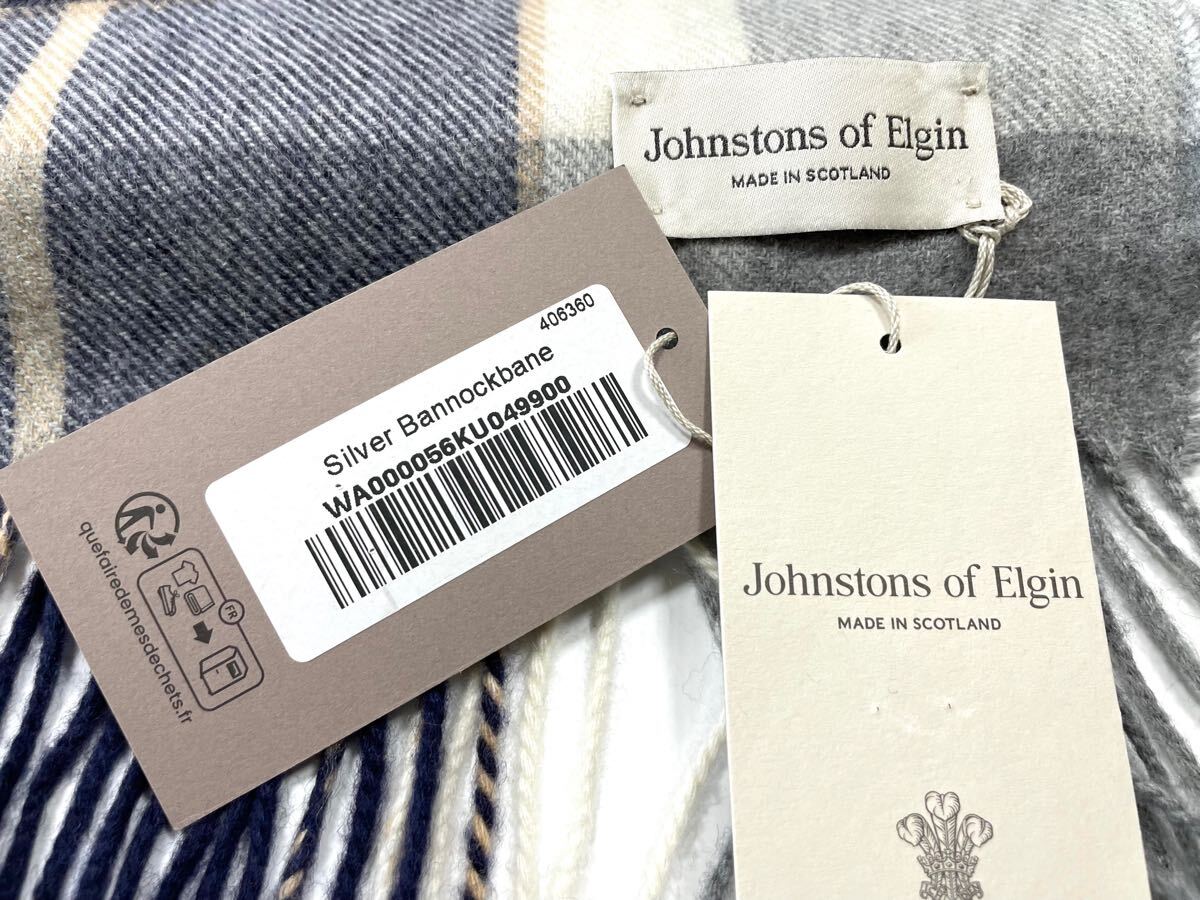 Johnstons of Elgin
MADE IN SCOTLAND
406360
Silver Bannockbane
WA000056KU049900
FR
quefairedemesdechets.fr
Johnstons of Elgin
MADE IN SCOTLAND